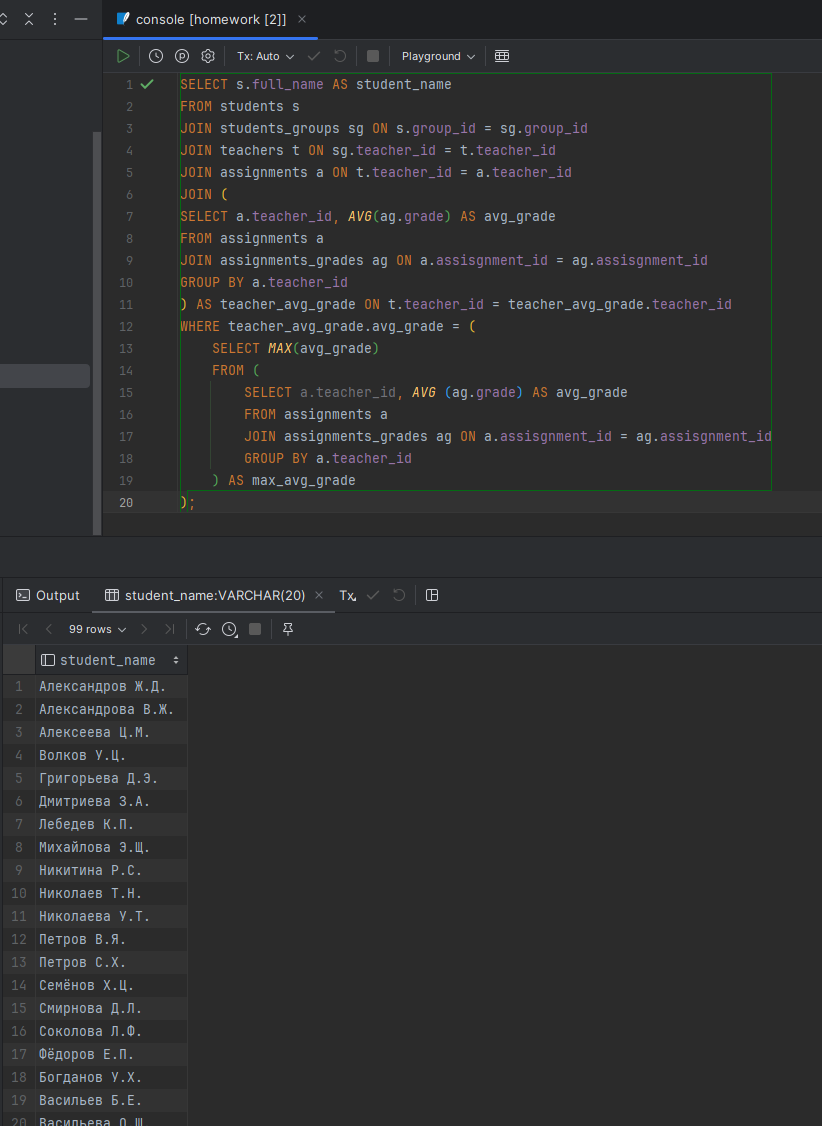 console [homework [2]]
Tx: Auto
Playground
1 SELECT s.full_name AS student_name
2 FROM students s
3 JOIN students_groups sg ON s.group_id = sg.group_id
4 JOIN teachers t ON sg.teacher_id = t.teacher_id
5 JOIN assignments a ON t.teacher_id = a.teacher_id
6 JOIN (
7 SELECT a.teacher_id, AVG(ag.grade) AS avg_grade
8 FROM assignments a
9 JOIN assignments_grades ag ON a.assisgnment_id = ag.assisgnment_id
10 GROUP BY a.teacher_id
11 ) AS teacher_avg_grade ON t.teacher_id = teacher_avg_grade.teacher_id
12 WHERE teacher_avg_grade.avg_grade = (
13 SELECT MAX(avg_grade)
14 FROM (
15 SELECT a.teacher_id, AVG (ag.grade) AS avg_grade
16 FROM assignments a
17 JOIN assignments_grades ag ON a.assisgnment_id = ag.assisgnment_id
18 GROUP BY a.teacher_id
19 ) AS max_avg_grade
20 );
Output
student_name:VARCHAR(20)
Tx
99 rows
student_name
1 Александров Ж.Д.
2 Александрова В.Ж.
3 Алексеева Ц.М.
4 Волков У.Ц.
5 Григорьева Д.Э.
6 Дмитриева З.А.
7 Лебедев К.П.
8 Михайлова Э.Щ.
9 Никитина Р.С.
10 Николаев Т.Н.
11 Николаева У.Т.
12 Петров В.Я.
13 Петров С.Х.
14 Семёнов Х.Ц.
15 Смирнова Д.Л.
16 Соколова Л.Ф.
17 Фёдоров Е.П.
18 Богданов У.Х.
19 Васильев Б.Е.
20 Васильева